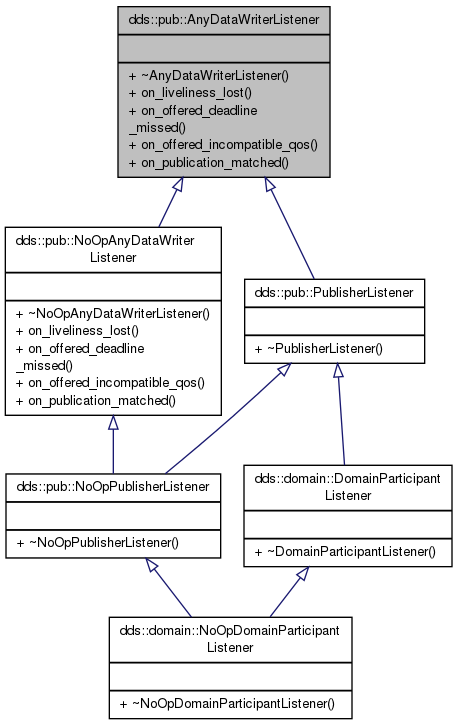 dds::pub::AnyDataWriterListener
+ ~AnyDataWriterListener()
+ on_liveliness_lost()
+ on_offered_deadline
_missed()
+ on_offered_incompatible_qos()
+ on_publication_matched()
dds::pub::NoOpAnyDataWriter
Listener
+ ~NoOpAnyDataWriterListener()
+ on_liveliness_lost()
+ on_offered_deadline
_missed()
+ on_offered_incompatible_qos()
+ on_publication_matched()
dds::pub::PublisherListener
+ ~PublisherListener()
dds::pub::NoOpPublisherListener
+ ~NoOpPublisherListener()
dds::domain::DomainParticipant
Listener
+ ~DomainParticipantListener()
dds::domain::NoOpDomainParticipant
Listener
+ ~NoOpDomainParticipantListener()